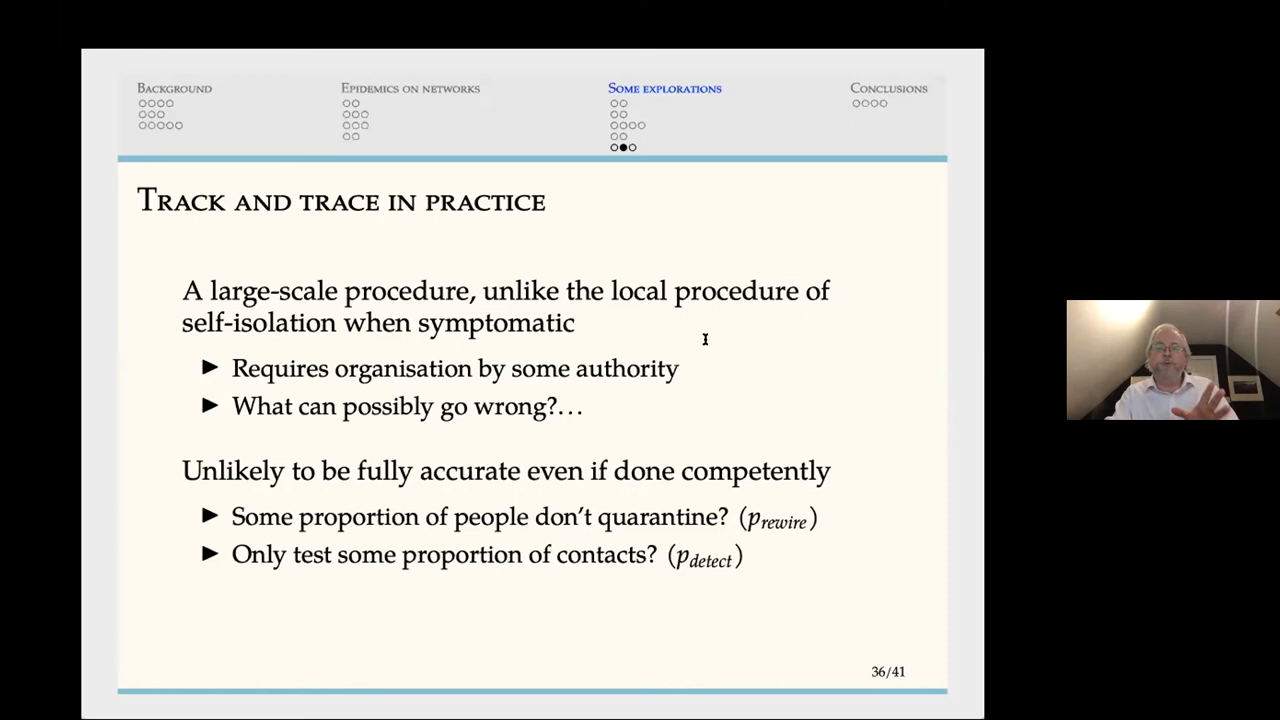 BACKGROUND
EPIDEMICS ON NETWORKS
SOME EXPLORATIONS
CONCLUSIONS
TRACK AND TRACE IN PRACTICE
A large-scale procedure, unlike the local procedure of
self-isolation when symptomatic
► Requires organisation by some authority
► What can possibly go wrong?...
Unlikely to be fully accurate even if done competently
► Some proportion of people don't quarantine? (p_rewire)
► Only test some proportion of contacts? (p_detect)
36/41